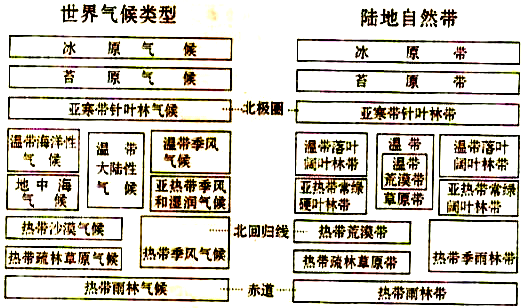 世界气候类型
陆地自然带
冰原气候
冰原带
苔原气候
苔原带
亚寒带针叶林气候
北极圈
亚寒带针叶林带
温带海洋性
气候
温带
大陆性
气候
温带季风
气候
温带落叶
阔叶林带
温带
温带
荒漠带
草原带
温带落叶
阔叶林带
地中海
气候
亚热带季风
和湿润气候
亚热带常绿
硬叶林带
亚热带常绿
阔叶林带
热带沙漠气候
北回归线
热带荒漠带
热带季风气候
热带季雨林带
热带疏林草原气候
热带疏林草原带
热带雨林气候
赤道
热带雨林带